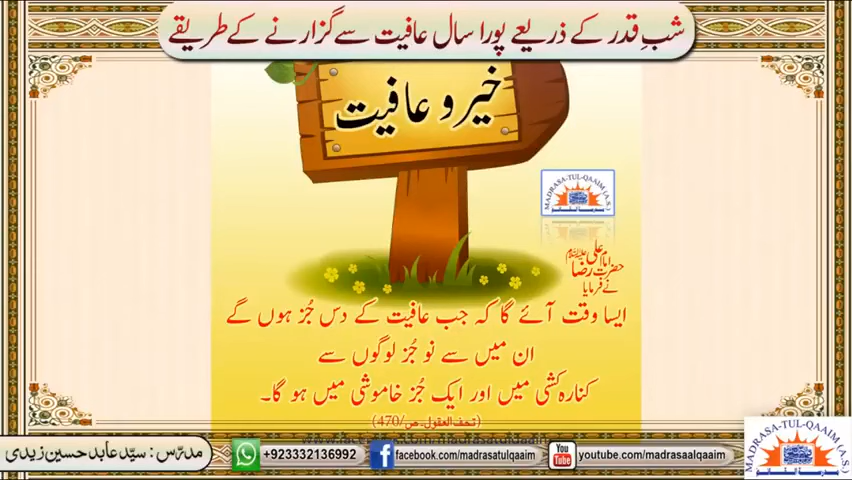 شبِ قدر کے ذریعے پورا سال عافیت سے گزارنے کے طریقے
خیر و عافیت
MADRASA-TUL-QAAIM (A.S.)
حضرت امام علی رضا علیہ السلام
نے فرمایا
ایسا وقت آئے گا کہ جب عافیت کے دس جُز ہوں گے
ان میں سے نو جُز لوگوں سے
کنارہ کشی میں اور ایک جُز خاموشی میں ہو گا۔
(تحف العقول۔ ص/470)
مدرّس : سیّد عابد حسین زیدی
+923332136992
facebook.com/madrasatulqaaim
You Tube
youtube.com/madrasaalqaaim
MADRASA-TUL-QAAIM (A.S.)